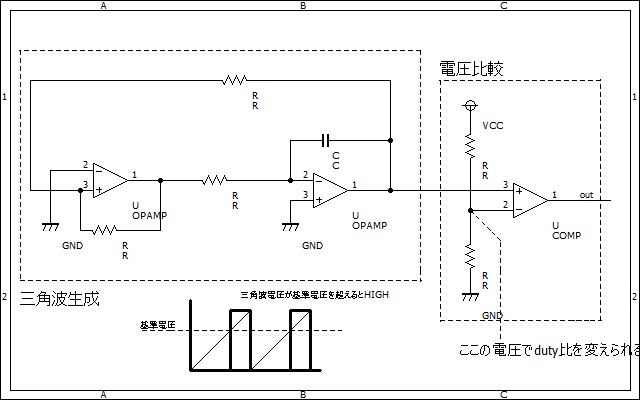 A
B
C
電圧比較
R
R
1
1
VCC
C
C
R
R
2
3
1
U
OPAMP
R
R
2
3
1
U
OPAMP
3
2
1
out
U
COMP
GND
R
R
GND
R
R
GND
三角波生成
三角波電圧が基準電圧を超えるとHIGH
基準電圧
2
2
ここの電圧でduty比を変えられる
A
B
C